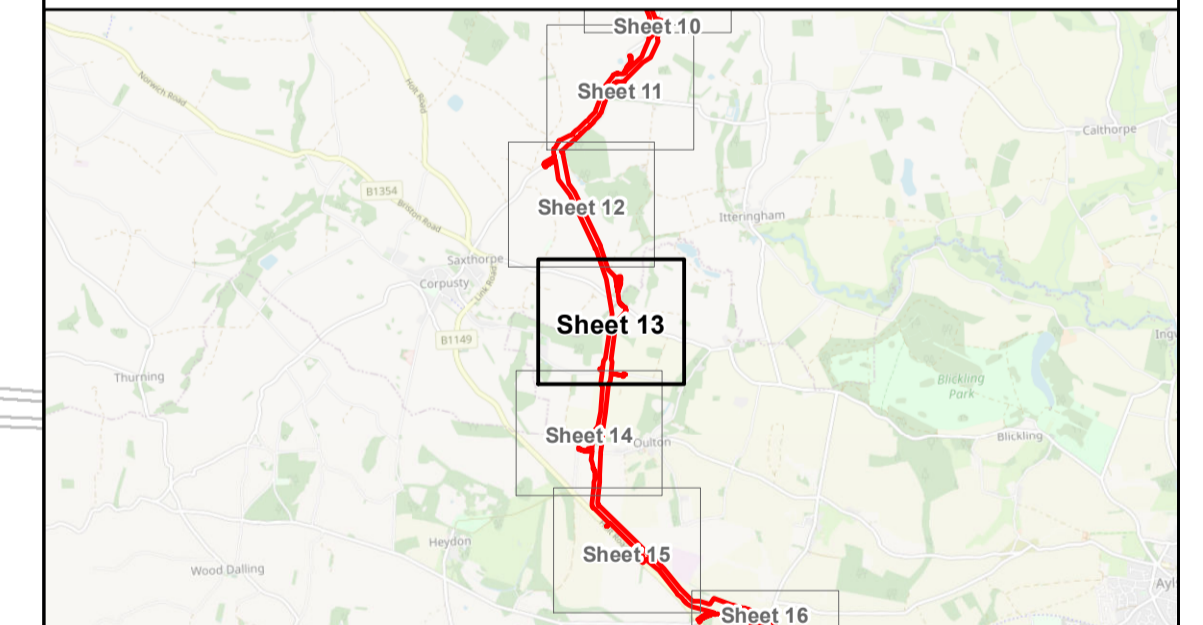 Sheet 10
Norwich Road
Holt Road
Sheet 11
Calthorpe
B1354
Briston Road
Sheet 12
Itteringham
Saxthorpe
Corpusty
Link Road
Sheet 13
B1149
Thurning
Blickling
Park
Sheet 14
Oulton
Blickling
Heydon
Sheet 15
Wood Dalling
Sheet 16